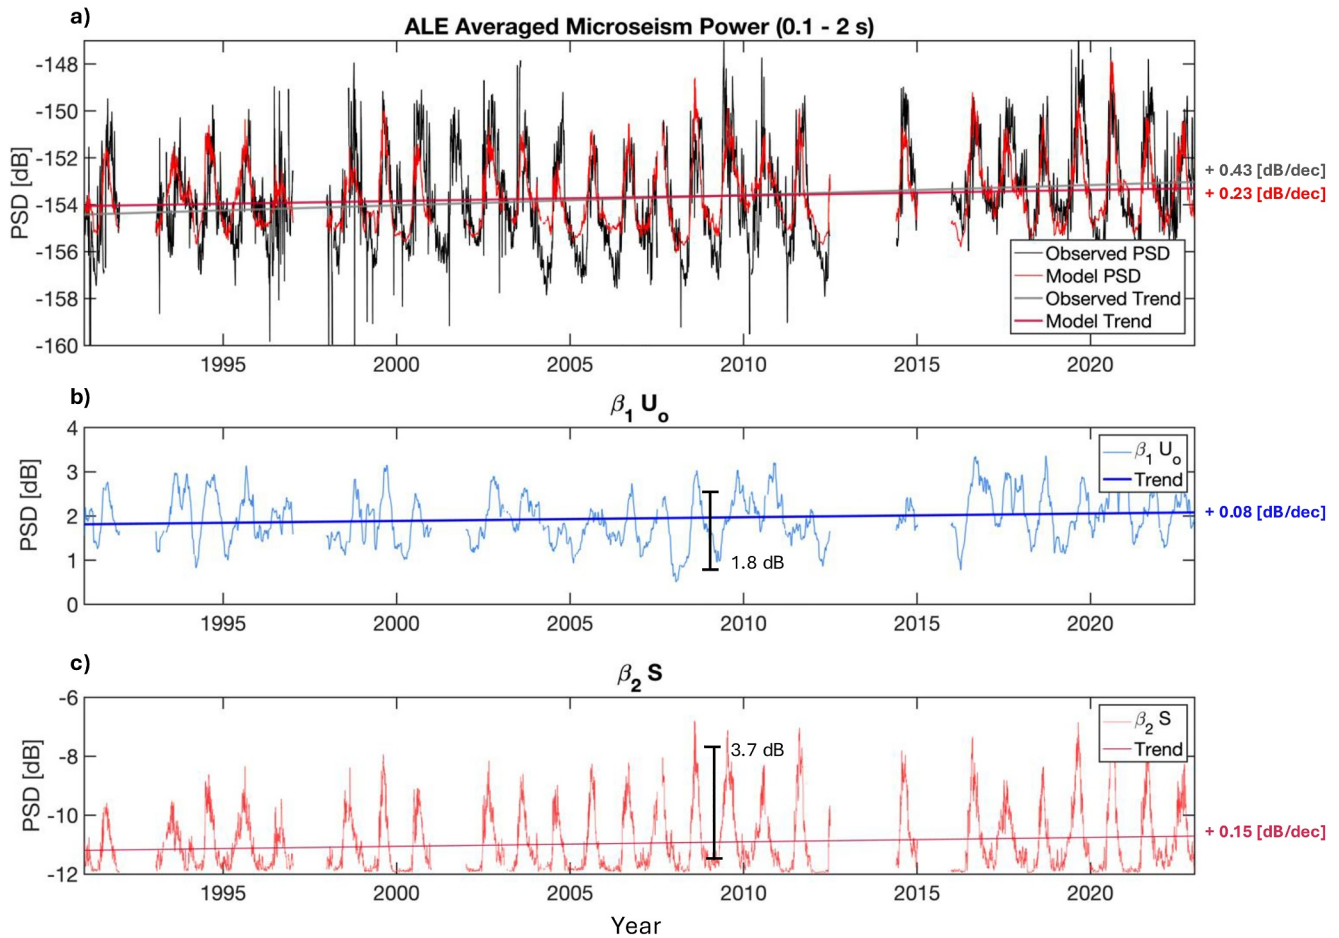 a)
ALE Averaged Microseism Power (0.1 - 2 s)
PSD [dB]
-148
-150
-152
-154
-156
-158
-160
+ 0.43 [dB/dec]
+ 0.23 [dB/dec]
Observed PSD
Model PSD
Observed Trend
Model Trend
1995 2000 2005 2010 2015 2020
b)
β1 Uo
PSD [dB]
4
3
2
1
0
β1 Uo
Trend
+ 0.08 [dB/dec]
1.8 dB
1995 2000 2005 2010 2015 2020
c)
β2 S
PSD [dB]
-6
-8
-10
-12
β2 S
Trend
3.7 dB
+ 0.15 [dB/dec]
1995 2000 2005 2010 2015 2020
Year